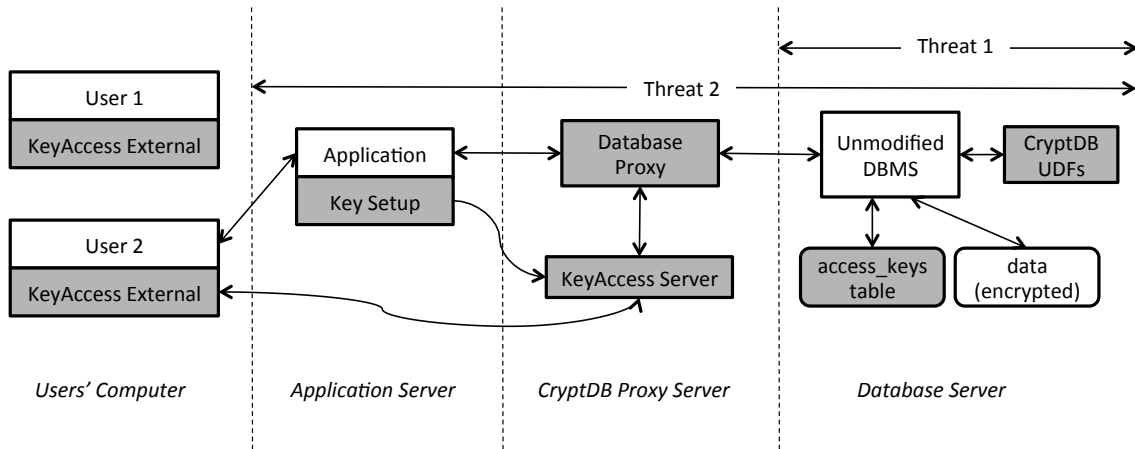 Threat 1
Threat 2
User 1
KeyAccess External
User 2
KeyAccess External
Application
Key Setup
Database
Proxy
KeyAccess Server
Unmodified
DBMS
CryptDB
UDFs
access_keys
table
data
(encrypted)
Users' Computer
Application Server
CryptDB Proxy Server
Database Server